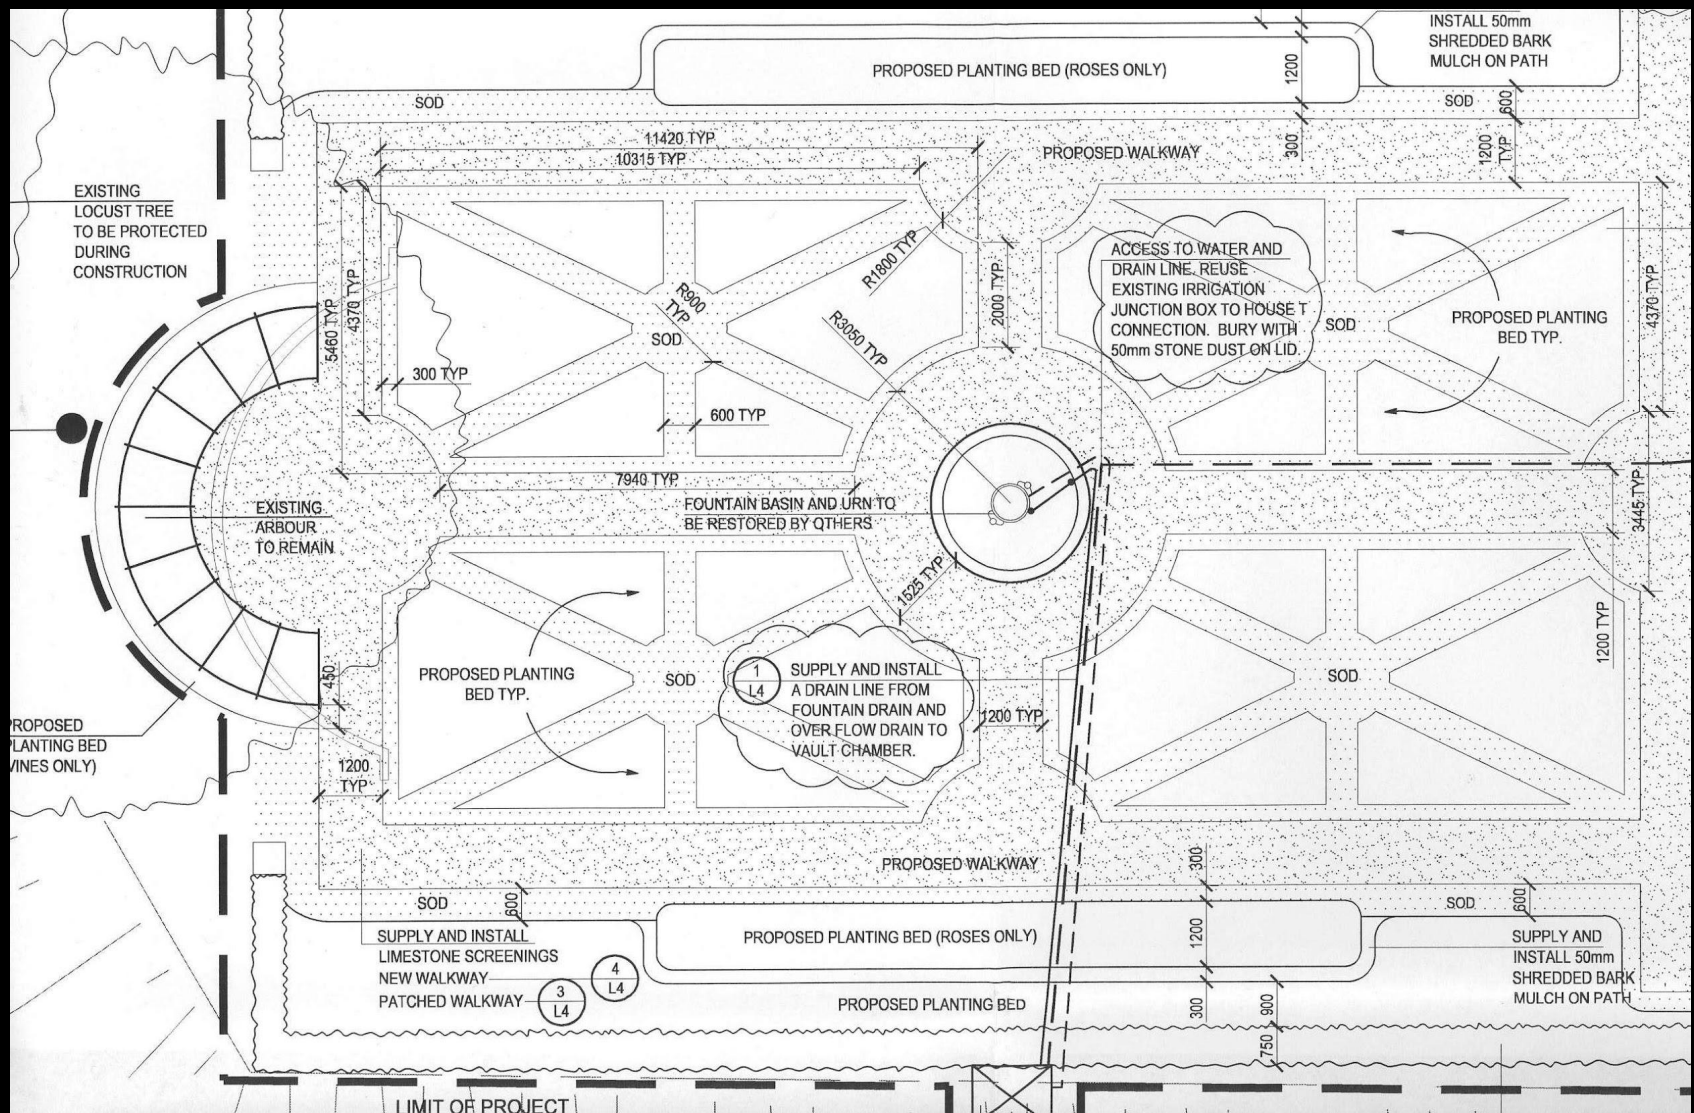 INSTALL 50mm
SHREDDED BARK
MULCH ON PATH
PROPOSED PLANTING BED (ROSES ONLY)
1200
SOD
SOD
600
11420 TYP
10315 TYP
PROPOSED WALKWAY
300
1200
TYP
EXISTING
LOCUST TREE
TO BE PROTECTED
DURING
CONSTRUCTION
5460 TYP
4370 TYP
R900
TYP
SOD
R1800 TYP
R3050 TYP
2000 TYP
ACCESS TO WATER AND
DRAIN LINE. REUSE
EXISTING IRRIGATION
JUNCTION BOX TO HOUSE T
CONNECTION. BURY WITH
50mm STONE DUST ON LID.
SOD
PROPOSED PLANTING
BED TYP.
4370 TYP
300 TYP
600 TYP
7940 TYP
FOUNTAIN BASIN AND URN TO
BE RESTORED BY OTHERS
3445 TYP
EXISTING
ARBOUR
TO REMAIN
1525 TYP
1200 TYP
450
PROPOSED PLANTING
BED TYP.
SOD
1
L4
SUPPLY AND INSTALL
A DRAIN LINE FROM
FOUNTAIN DRAIN AND
OVER FLOW DRAIN TO
VAULT CHAMBER.
1200 TYP
SOD
PROPOSED
PLANTING BED
VINES ONLY)
1200
TYP
PROPOSED WALKWAY
300
SOD
600
SOD
600
SUPPLY AND INSTALL
LIMESTONE SCREENINGS
NEW WALKWAY
4
L4
PATCHED WALKWAY
3
L4
PROPOSED PLANTING BED (ROSES ONLY)
1200
PROPOSED PLANTING BED
300
900
750
SUPPLY AND
INSTALL 50mm
SHREDDED BARK
MULCH ON PATH
LIMIT OF PROJECT